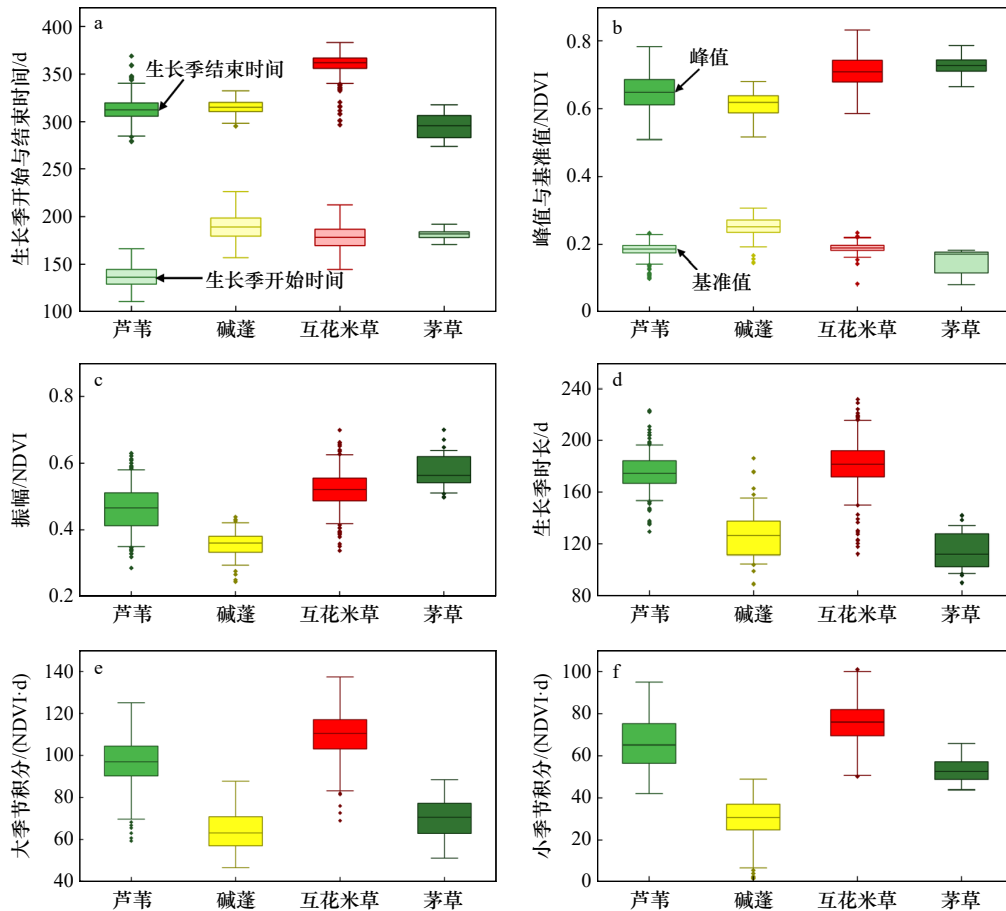 a
生长季开始与结束时间/d
400
350
300
250
200
150
100
生长季结束时间
生长季开始时间
芦苇 碱蓬 互花米草 茅草
b
峰值与基准值/NDVI
0.8
0.6
0.4
0.2
0
峰值
基准值
芦苇 碱蓬 互花米草 茅草
c
振幅/NDVI
0.8
0.6
0.4
0.2
芦苇 碱蓬 互花米草 茅草
d
生长季时长/d
240
200
160
120
80
芦苇 碱蓬 互花米草 茅草
e
大季节积分/(NDVI·d)
140
120
100
80
60
40
芦苇 碱蓬 互花米草 茅草
f
小季节积分/(NDVI·d)
100
80
60
40
20
0
芦苇 碱蓬 互花米草 茅草